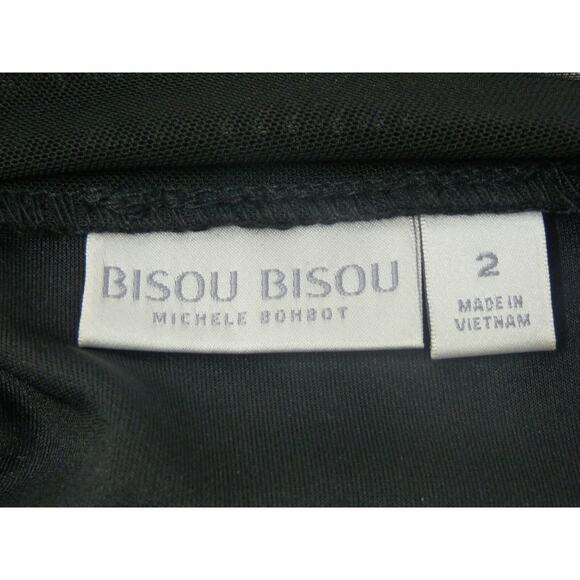 BISOU BISOU
MICHELE BOHBOT
2
MADE IN
VIETNAM